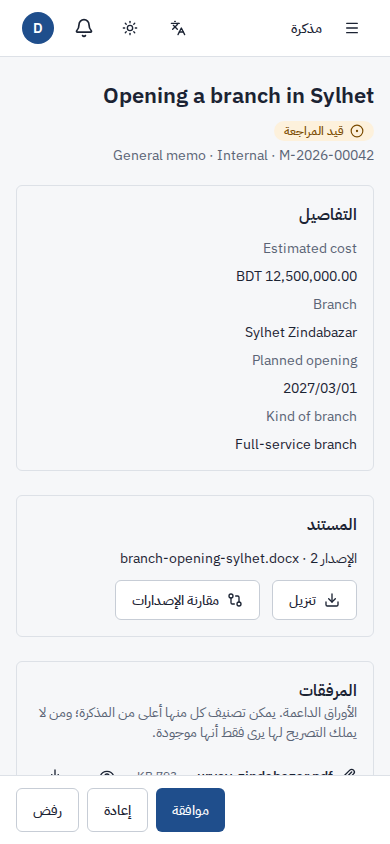 مذكرة
D
Opening a branch in Sylhet
قيد المراجعة
General memo · Internal · M-2026-00042
التفاصيل
Estimated cost
BDT 12,500,000.00
Branch
Sylhet Zindabazar
Planned opening
2027/03/01
Kind of branch
Full-service branch
المستند
الإصدار 2 · branch-opening-sylhet.docx
تنزيل
مقارنة الإصدارات
المرفقات
الأوراق الداعمة. يمكن تصنيف كل منها أعلى من المذكرة؛ ومن لا
يملك التصريح لها يرى فقط أنها موجودة.
موافقة
إعادة
رفض